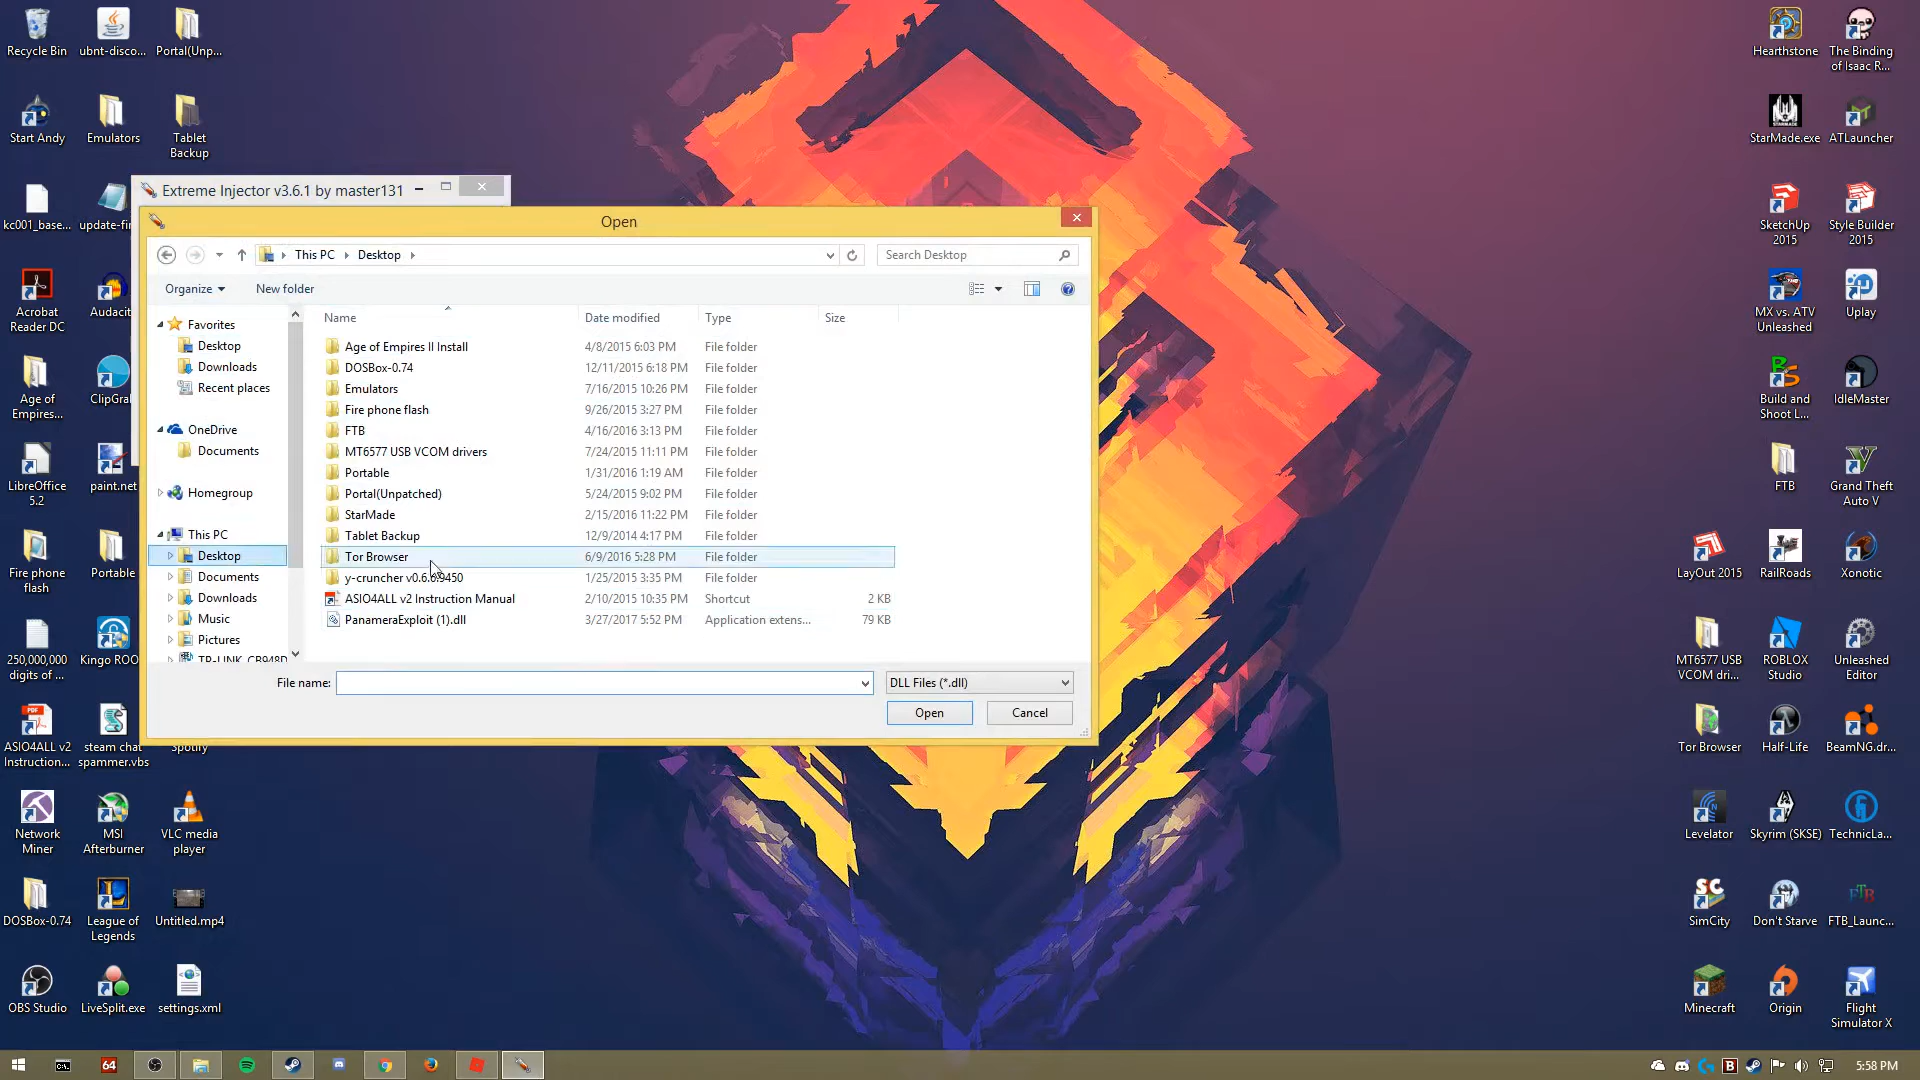 Recycle Bin
ubnt-disco...
Portal(Unp...
Start Andy
Emulators
Tablet
Backup
kc001_base...
update-fi
Acrobat
Reader DC
Audacit
Age of
Empires...
ClipGra
LibreOffice
5.2
paint.net
Fire phone
flash
Portable
250,000,000
digits of ...
Kingo ROO
ASIO4ALL v2
Instruction...
steam chat
spammer.vbs
Spotify
Network
Miner
MSI
Afterburner
VLC media
player
DOSBox-0.74
League of
Legends
Untitled.mp4
OBS Studio
LiveSplit.exe
settings.xml
Extreme Injector v3.6.1 by master131
Open
This PC
Desktop
Search Desktop
Organize
New folder
Favorites
Desktop
Downloads
Recent places
OneDrive
Documents
Homegroup
This PC
Desktop
Documents
Downloads
Music
Pictures
TP-LINK_CB948D
Name Date modified Type Size
Age of Empires II Install 4/8/2015 6:03 PM File folder
DOSBox-0.74 12/11/2015 6:18 PM File folder
Emulators 7/16/2015 10:26 PM File folder
Fire phone flash 9/26/2015 3:27 PM File folder
FTB 4/16/2016 3:13 PM File folder
MT6577 USB VCOM drivers 7/24/2015 11:11 PM File folder
Portable 1/31/2016 1:19 AM File folder
Portal(Unpatched) 5/24/2015 9:02 PM File folder
StarMade 2/15/2016 11:22 PM File folder
Tablet Backup 12/9/2014 4:17 PM File folder
Tor Browser 6/9/2016 5:28 PM File folder
y-cruncher v0.6.6.9450 1/25/2015 3:35 PM File folder
ASIO4ALL v2 Instruction Manual 2/10/2015 10:35 PM Shortcut 2 KB
PanameraExploit (1).dll 3/27/2017 5:52 PM Application extens... 79 KB
File name:
DLL Files (*.dll)
Open
Cancel
Hearthstone
The Binding
of Isaac R...
STARMADE
StarMade.exe
ATLauncher
SketchUp
2015
Style Builder
2015
MX vs. ATV
Unleashed
Uplay
Build and
Shoot L...
IdleMaster
FTB
Grand Theft
Auto V
LayOut 2015
RailRoads
Xonotic
MT6577 USB
VCOM dri...
ROBLOX
Studio
Unleashed
Editor
Tor Browser
Half-Life
BeamNG.dr...
Levelator
Skyrim (SKSE)
TechnicLa...
SC
SimCity
Don't Starve
FTB
FTB_Launc...
Minecraft
Origin
Flight
Simulator X
64
B
5:58 PM